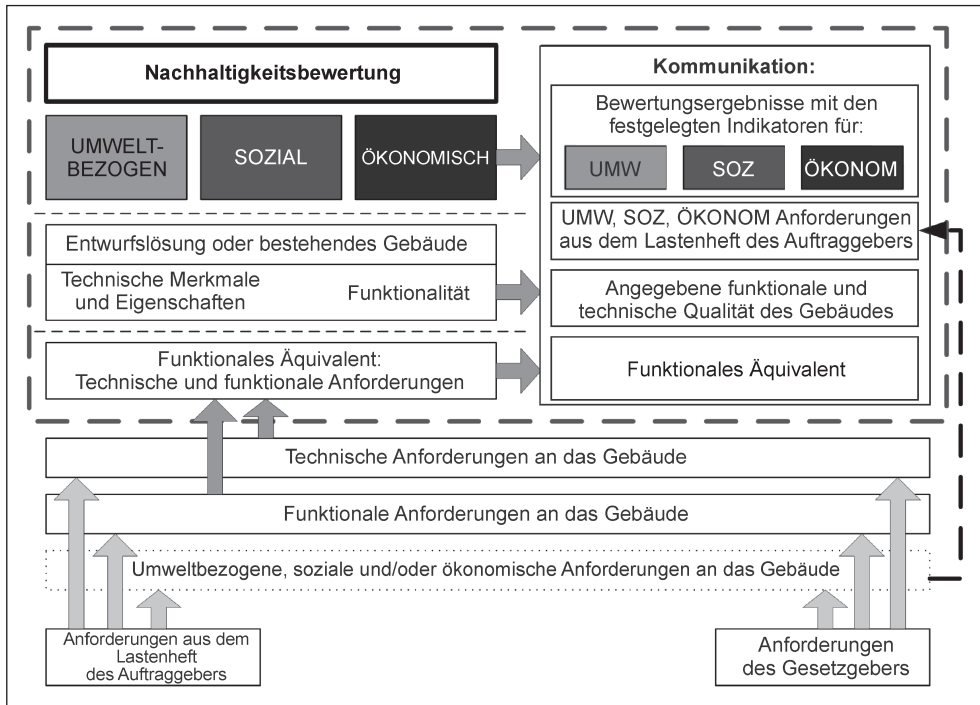 Nachhaltigkeitsbewertung
UMWELT-
BEZOGEN
SOZIAL
ÖKONOMISCH
Kommunikation:
Bewertungsergebnisse mit den
festgelegten Indikatoren für:
UMW
SOZ
ÖKONOM
UMW, SOZ, ÖKONOM Anforderungen
aus dem Lastenheft des Auftraggebers
Entwurfslösung oder bestehendes Gebäude
Technische Merkmale
und Eigenschaften
Funktionalität
Angegebene funktionale und
technische Qualität des Gebäudes
Funktionales Äquivalent:
Technische und funktionale Anforderungen
Funktionales Äquivalent
Technische Anforderungen an das Gebäude
Funktionale Anforderungen an das Gebäude
Umweltbezogene, soziale und/oder ökonomische Anforderungen an das Gebäude
Anforderungen aus dem
Lastenheft
des Auftraggebers
Anforderungen
des Gesetzgebers